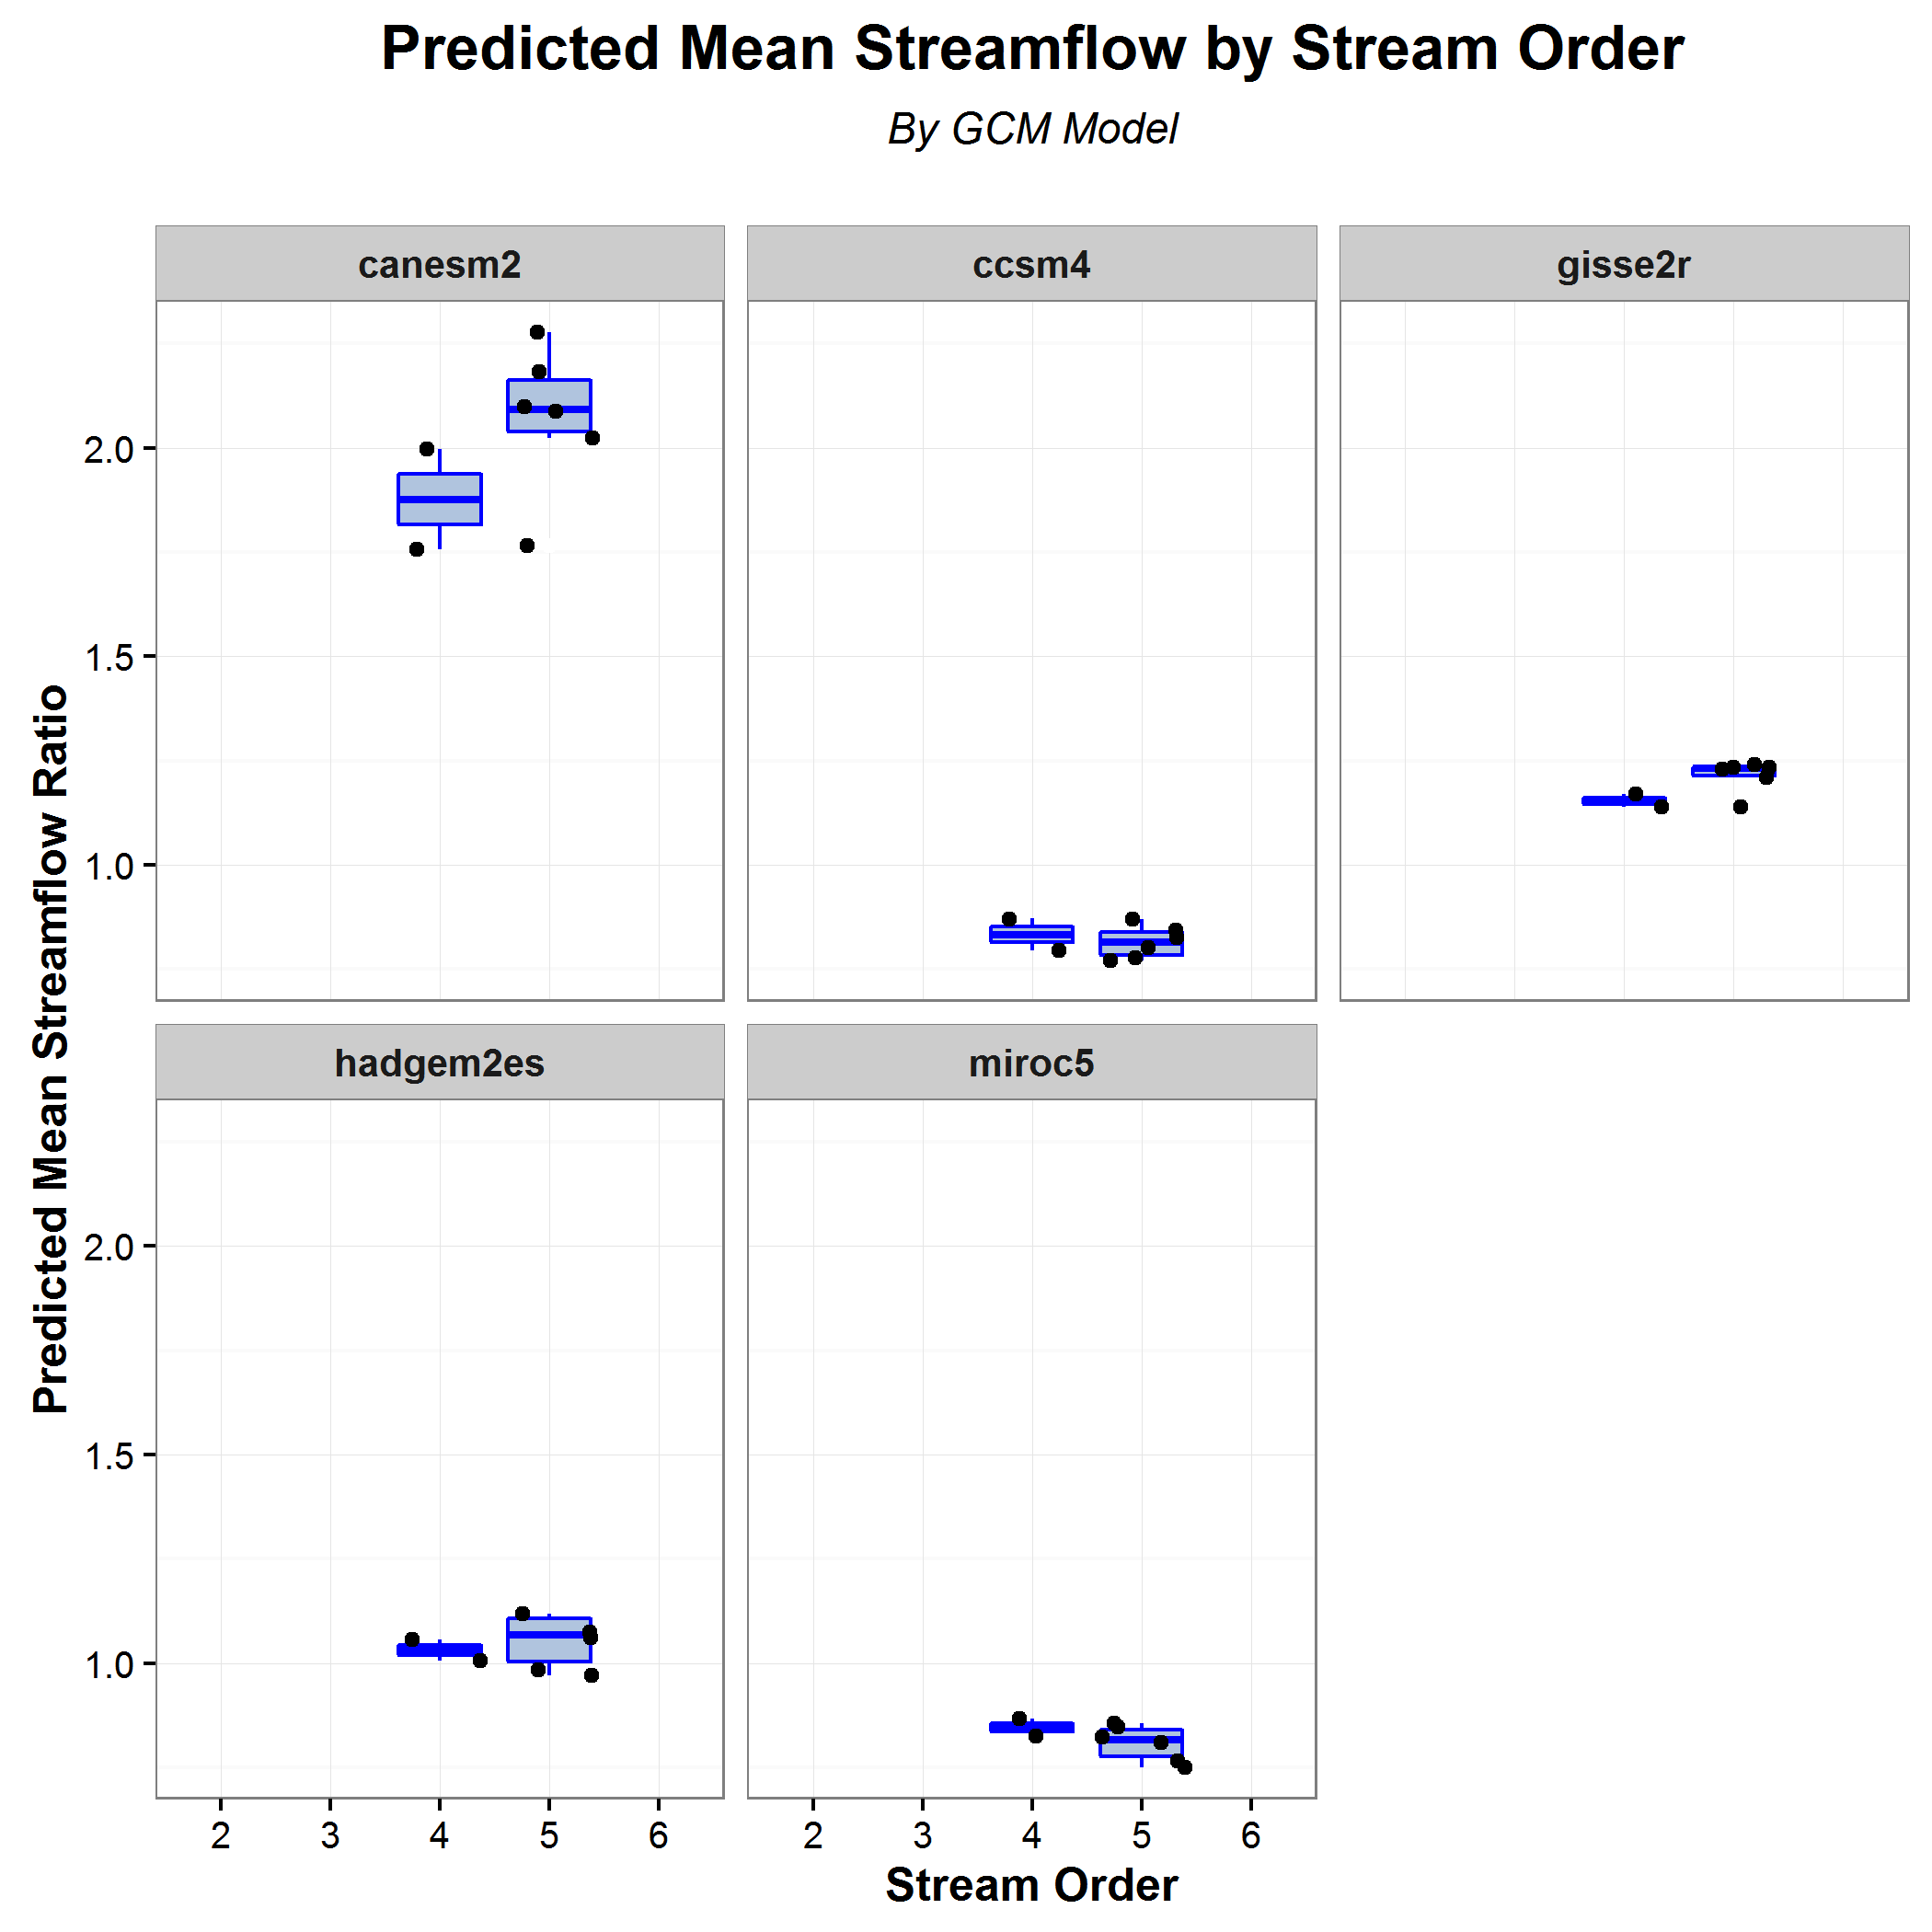 Predicted Mean Streamflow by Stream Order
By GCM Model
canesm2
ccsm4
gisse2r
2.0
1.5
1.0
Predicted Mean Streamflow Ratio
hadgem2es
miroc5
2.0
1.5
1.0
2 3 4 5 6
2 3 4 5 6
Stream Order